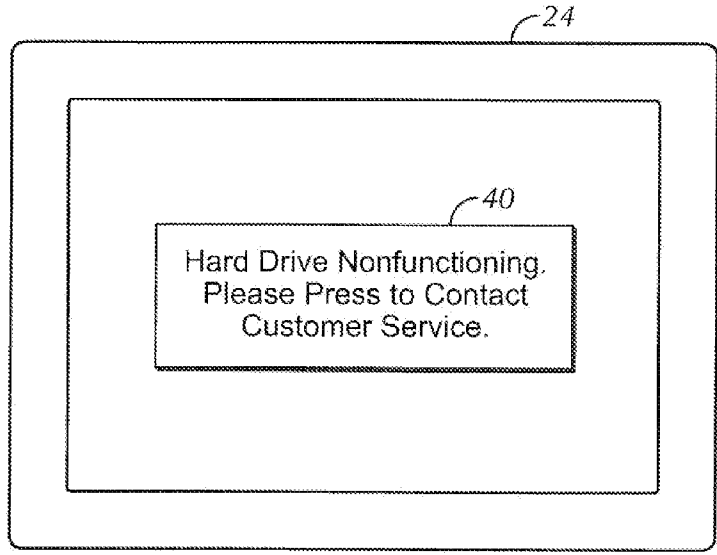 24
40
Hard Drive Nonfunctioning.
Please Press to Contact
Customer Service.